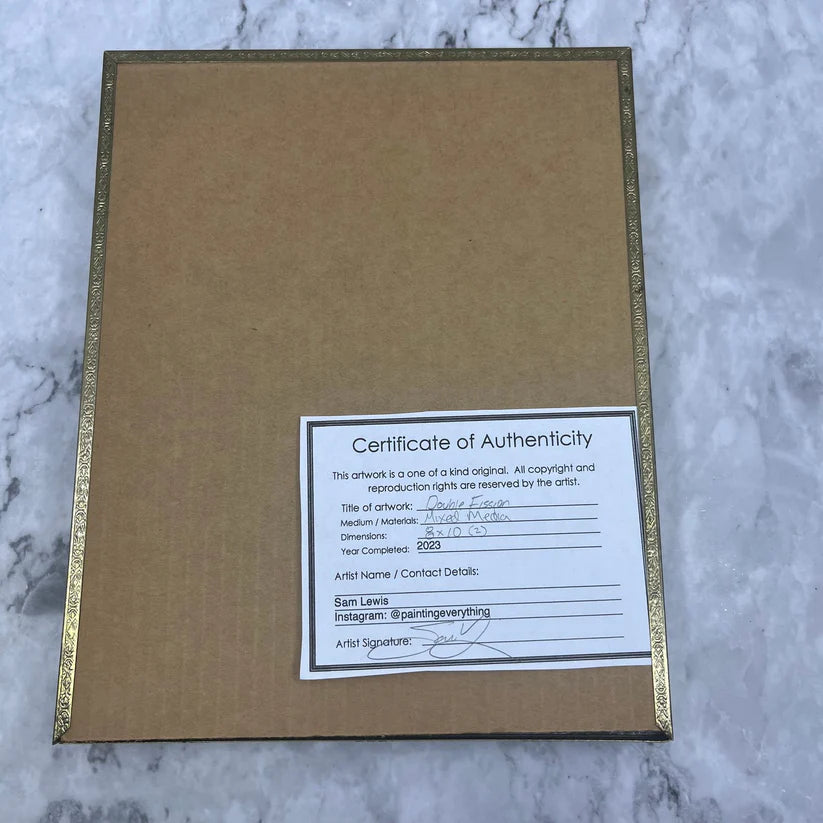 Certificate of Authenticity
This artwork is a one of a kind original. All copyright and
reproduction rights are reserved by the artist.
Title of artwork: Double Fission
Medium / Materials: Mixed Media
Dimensions: 8x10 (2)
Year Completed: 2023
Artist Name / Contact Details:
Sam Lewis
Instagram: @paintingeverything
Artist Signature: